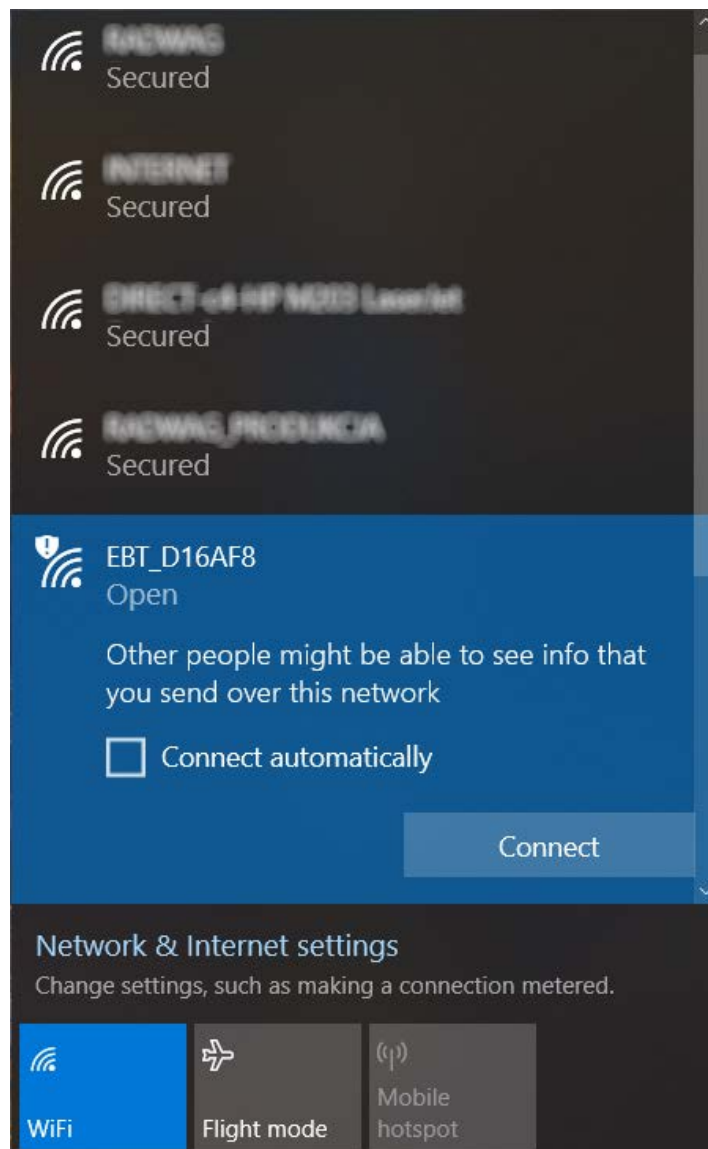 Secured
INTERNET
Secured
Secured
Secured
EBT_D16AF8
Open
Other people might be able to see info that
you send over this network
Connect automatically
Connect
Network & Internet settings
Change settings, such as making a connection metered.
WiFi
Flight mode
Mobile
hotspot